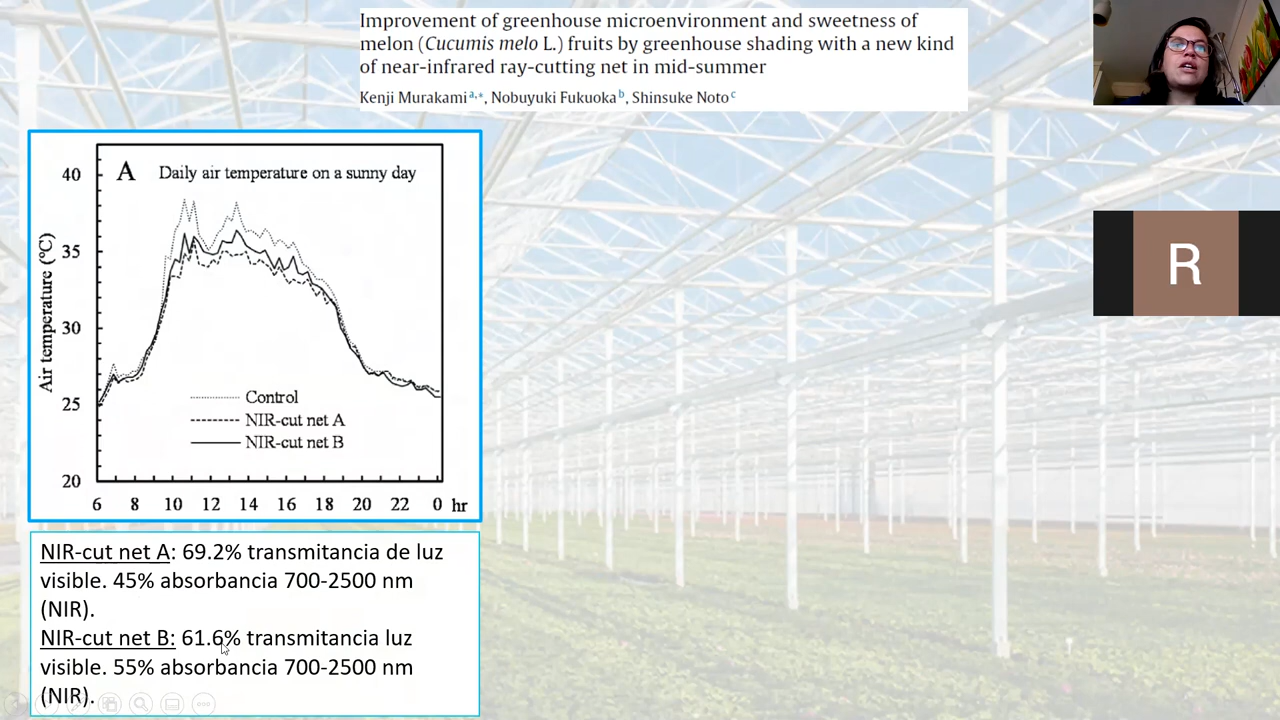 Improvement of greenhouse microenvironment and sweetness of
melon (Cucumis melo L.) fruits by greenhouse shading with a new kind
of near-infrared ray-cutting net in mid-summer
Kenji Murakami a,*, Nobuyuki Fukuoka b, Shinsuke Noto c
R
A Daily air temperature on a sunny day
Air temperature (°C)
40
35
30
25
20
Control
NIR-cut net A
NIR-cut net B
6 8 10 12 14 16 18 20 22 0 hr
NIR-cut net A: 69.2% transmitancia de luz
visible. 45% absorbancia 700-2500 nm
(NIR).
NIR-cut net B: 61.6% transmitancia luz
visible. 55% absorbancia 700-2500 nm
(NIR).